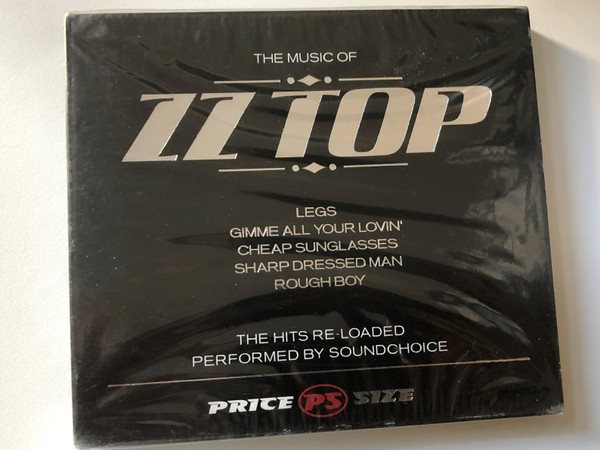 THE MUSIC OF
ZZ TOP
LEGS
GIMME ALL YOUR LOVIN'
CHEAP SUNGLASSES
SHARP DRESSED MAN
ROUGH BOY
THE HITS RE-LOADED
PERFORMED BY SOUNDCHOICE
PRICE PS SIZE